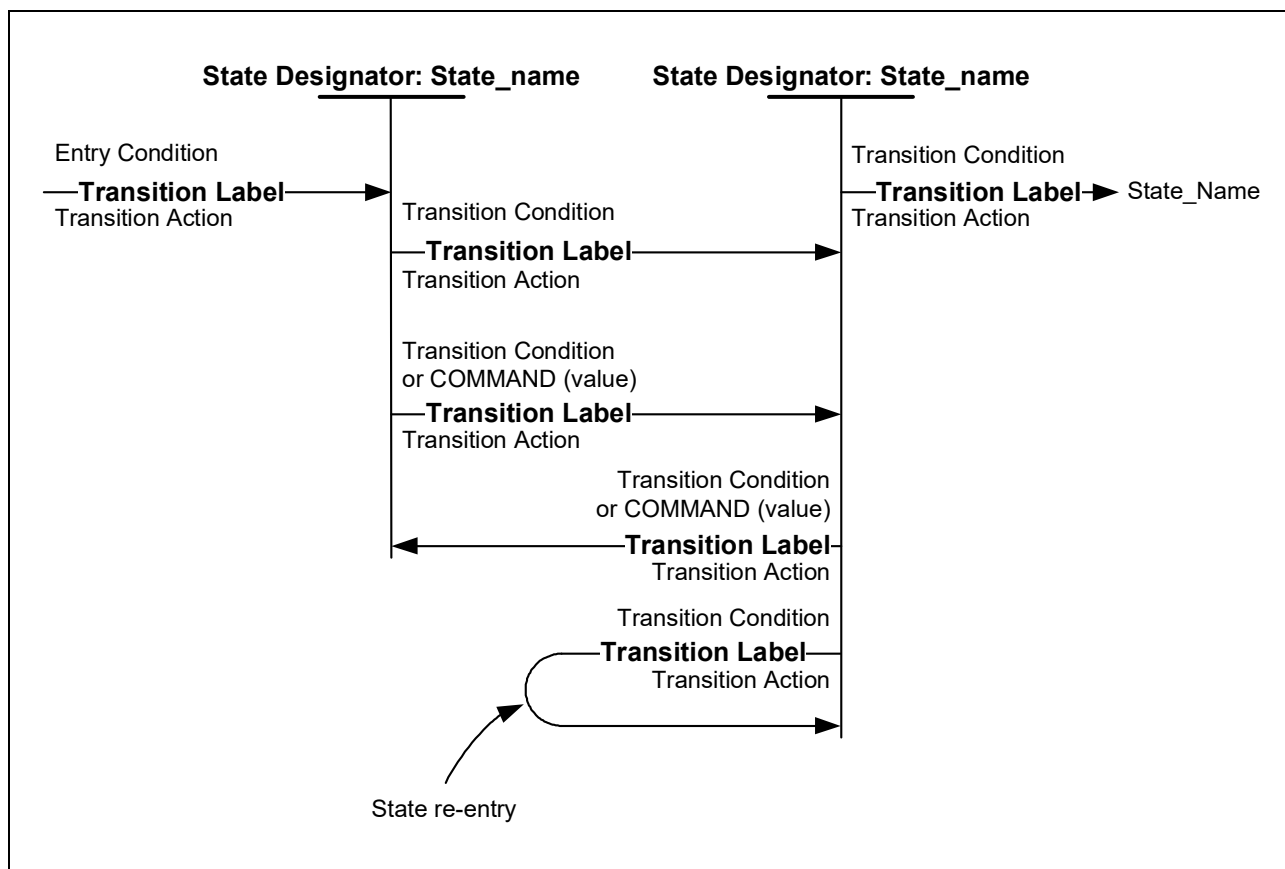 State Designator: State_name
State Designator: State_name
Entry Condition
Transition Label
Transition Action
Transition Condition
Transition Label
Transition Action
State_Name
Transition Condition
Transition Label
Transition Action
Transition Condition
or COMMAND (value)
Transition Label
Transition Action
Transition Condition
or COMMAND (value)
Transition Label
Transition Action
Transition Condition
Transition Label
Transition Action
State re-entry